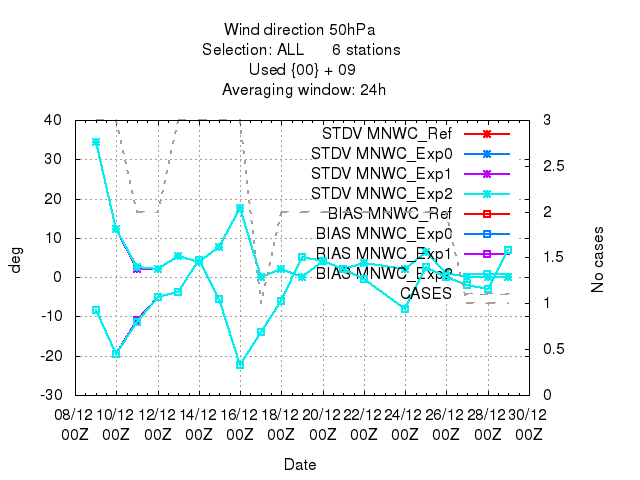 Wind direction 50hPa
Selection: ALL 6 stations
Used {00} + 09
Averaging window: 24h
40 3
STDV MNWC_Ref
STDV MNWC_Exp0
30 2.5
STDV MNWC_Exp1
STDV MNWC_Exp2
20 2
BIAS MNWC_Ref
BIAS MNWC_Exp0
10 1.5
BIAS MNWC_Exp1
BIAS MNWC_Exp2
CASES
deg
No cases
0
-10 1
-20 0.5
-30 0
08/12 10/12 12/12 14/12 16/12 18/12 20/12 22/12 24/12 26/12 28/12 30/12
00Z 00Z 00Z 00Z 00Z 00Z 00Z 00Z 00Z 00Z 00Z 00Z
Date